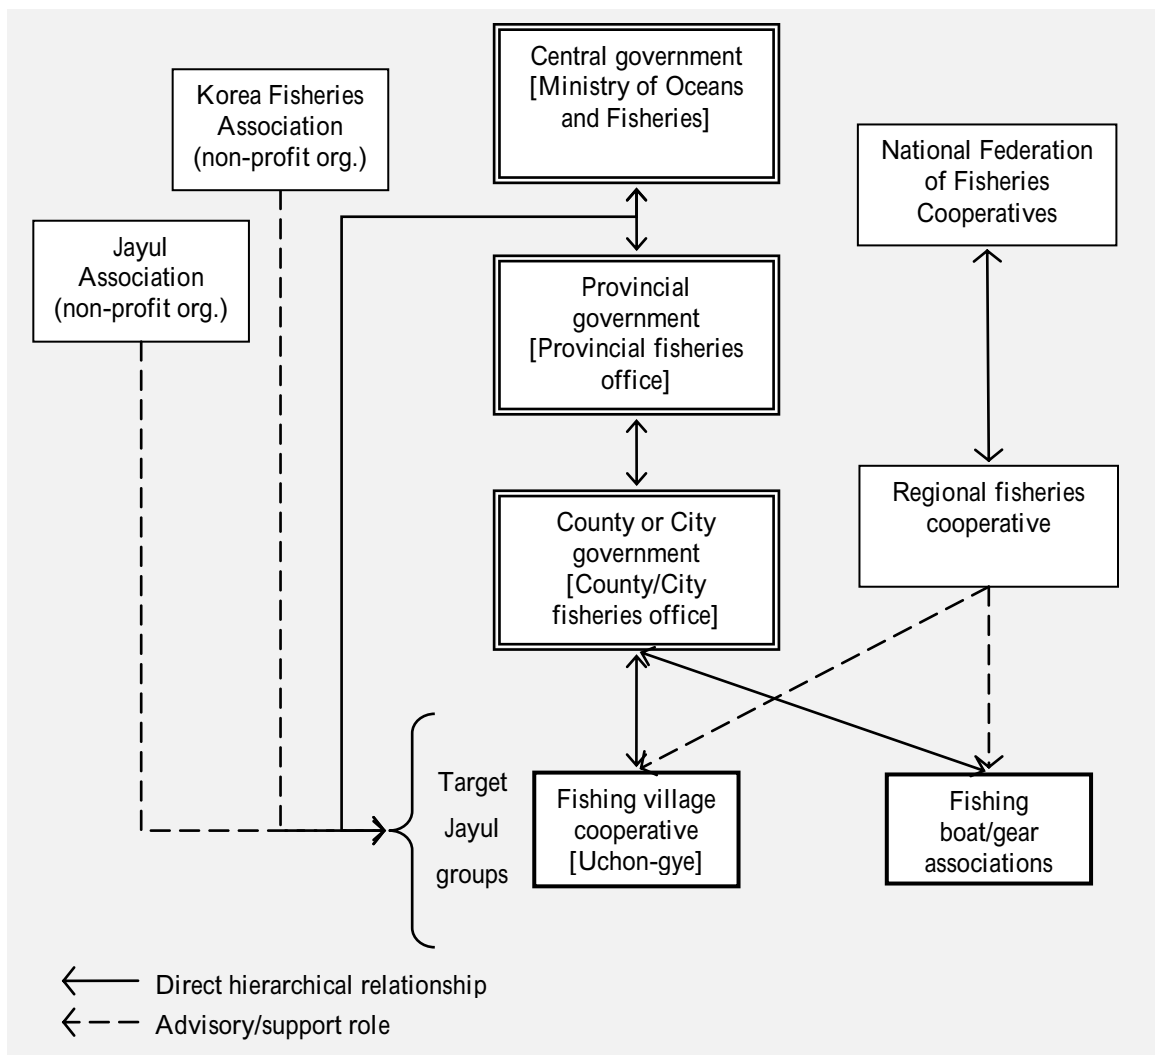 Central government
[Ministry of Oceans
and Fisheries]
Korea Fisheries
Association
(non-profit org.)
National Federation
of Fisheries
Cooperatives
Jayul
Association
(non-profit org.)
Provincial
government
[Provincial fisheries
office]
Regional fisheries
cooperative
County or City
government
[County/City
fisheries office]
Target
Jayul
groups
Fishing village
cooperative
[Uchon-gye]
Fishing
boat/gear
associations
Direct hierarchical relationship
Advisory/support role